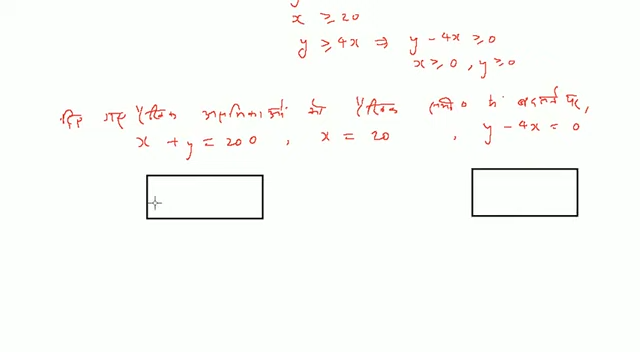 x ≥ 20
y ≥ 4x ⇒ y - 4x ≥ 0
x ≥ 0, y ≥ 0
दिए गए रैखिक असमिकाओं को रैखिक समी० में बदलने पर,
x + y = 200, x = 20, y - 4x = 0